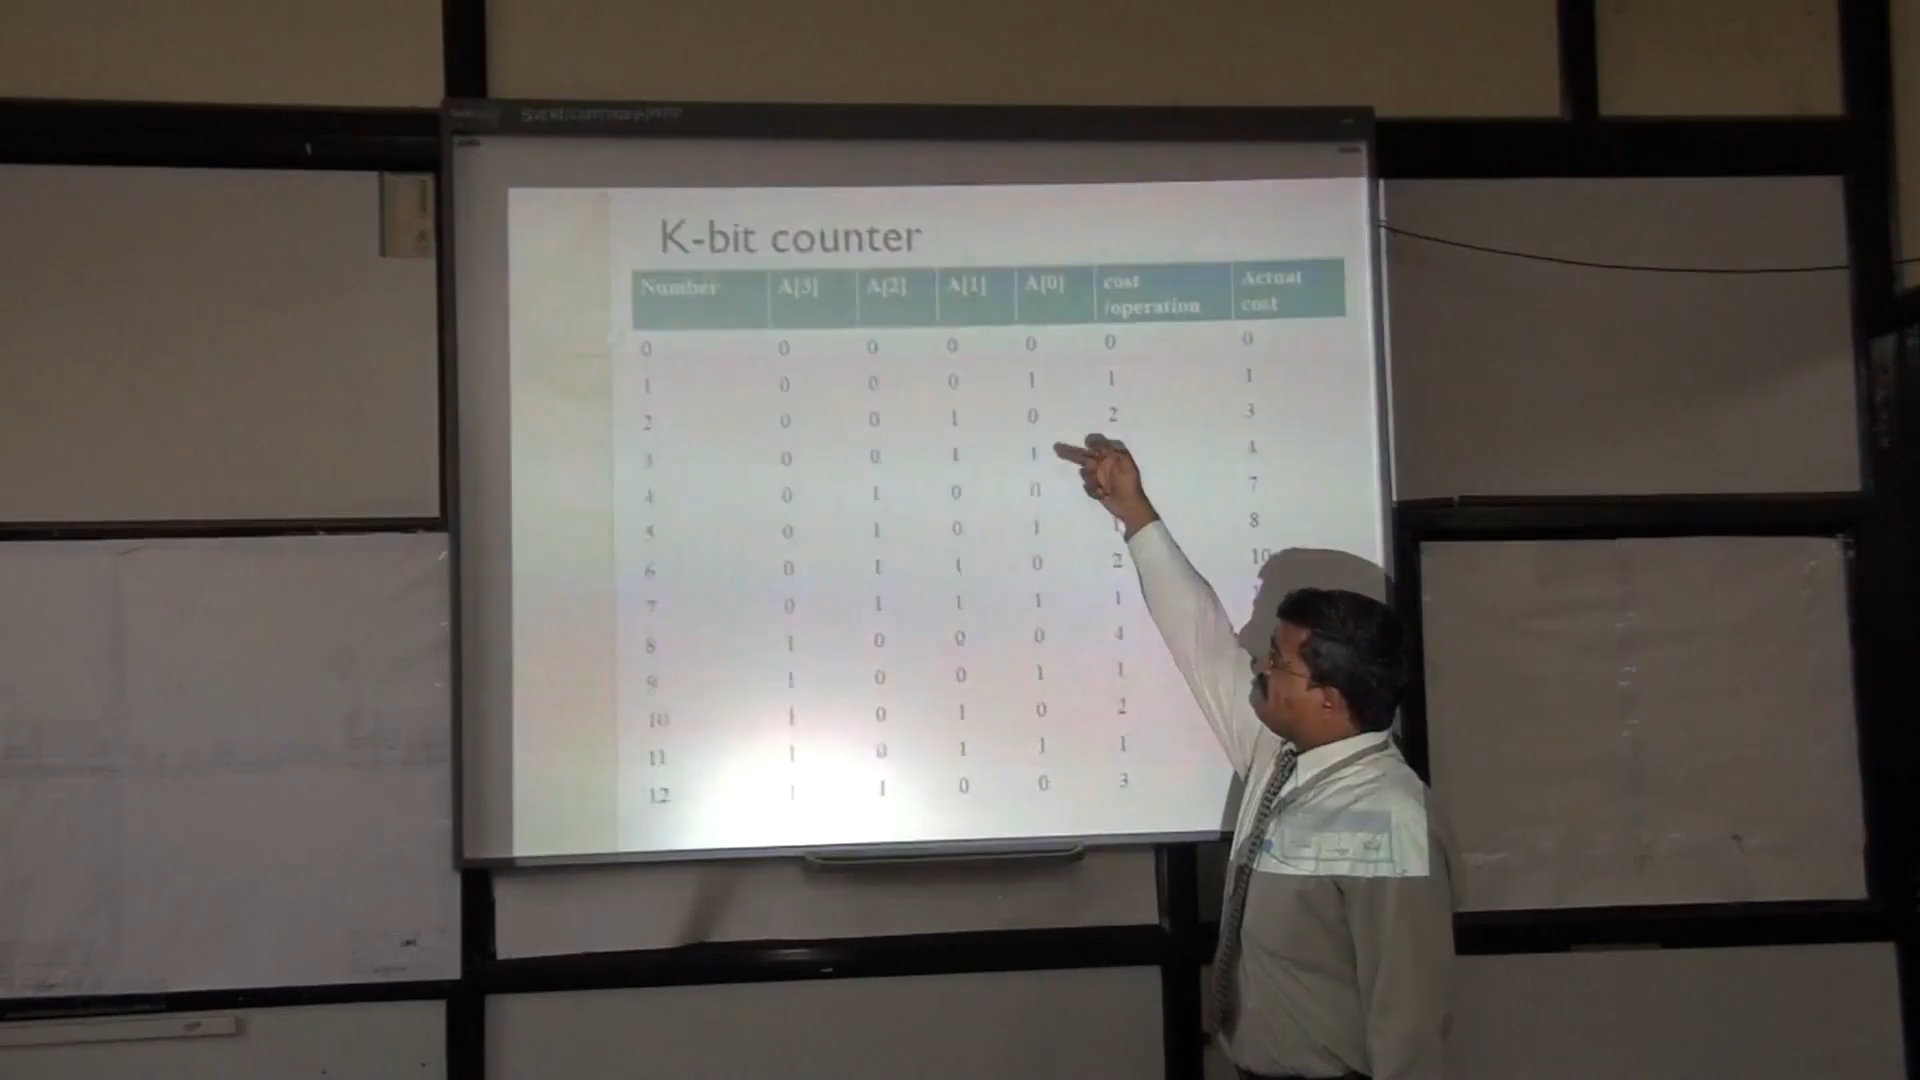 K-bit counter
Number A[3] A[2] A[1] A[0] cost /operation Actual cost
0 0 0 0 0 0 0
1 0 0 0 1 1 1
2 0 0 1 0 2 3
3 0 0 1 1 4
4 0 1 0 0 7
5 0 1 0 1 1 8
6 0 1 1 0 2 10
7 0 1 1 1 1
8 1 0 0 0 4
9 1 0 0 1 1
10 1 0 1 0 2
11 1 0 1 1 1
12 1 1 0 0 3